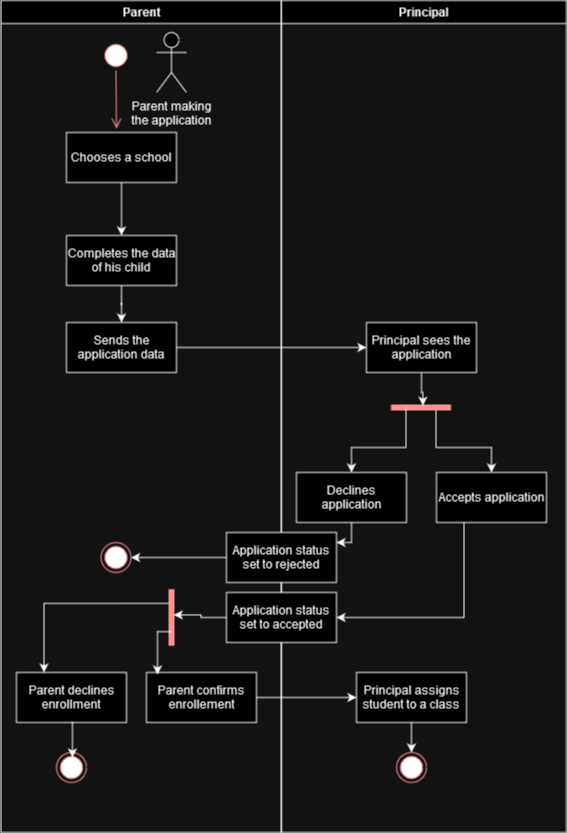 Parent
Principal
Parent making
the application
Chooses a school
Completes the data
of his child
Sends the
application data
Principal sees the
application
Declines
application
Accepts application
Application status
set to rejected
Application status
set to accepted
Parent declines
enrollment
Parent confirms
enrollement
Principal assigns
student to a class